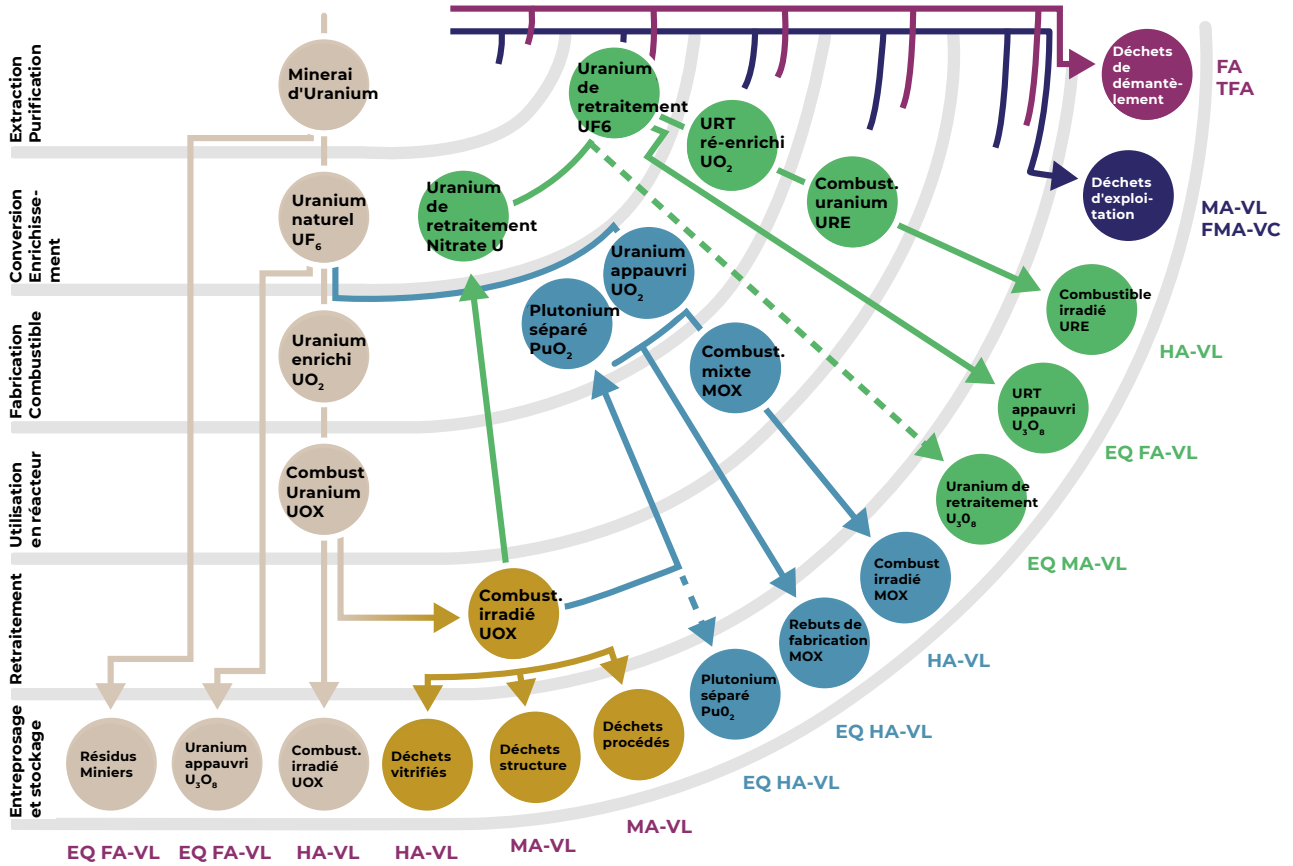 Extraction
Purification
Conversion
Enrichisse-
ment
Fabrication
Combustible
Utilisation
en réacteur
Retraitement
Entreprosage
et stockage
Minerai
d'Uranium
Uranium
naturel
UF₆
Uranium
enrichi
UO₂
Combust
Uranium
UOX
Uranium
de
retraitement
UF6
URT
ré-enrichi
UO₂
Combust.
uranium
URE
Uranium
de
retraitement
Nitrate U
Uranium
appauvri
UO₂
Plutonium
séparé
PuO₂
Combust.
mixte
MOX
Combust.
irradié
UOX
Déchets
de
démantè-
lement
FA
TFA
Déchets
d'exploi-
tation
MA-VL
FMA-VC
Combustible
irradié
URE
HA-VL
URT
appauvri
U₃O₈
EQ FA-VL
Uranium de
retraitement
U₃0₈
EQ MA-VL
Combust
irradié
MOX
HA-VL
Rebuts de
fabrication
MOX
EQ HA-VL
Plutonium
séparé
Pu0₂
EQ HA-VL
Déchets
procédés
MA-VL
Déchets
structure
MA-VL
Déchets
vitrifiés
HA-VL
Combust.
irradié
UOX
HA-VL
Uranium
appauvri
U₃O₈
EQ FA-VL
Résidus
Miniers
EQ FA-VL